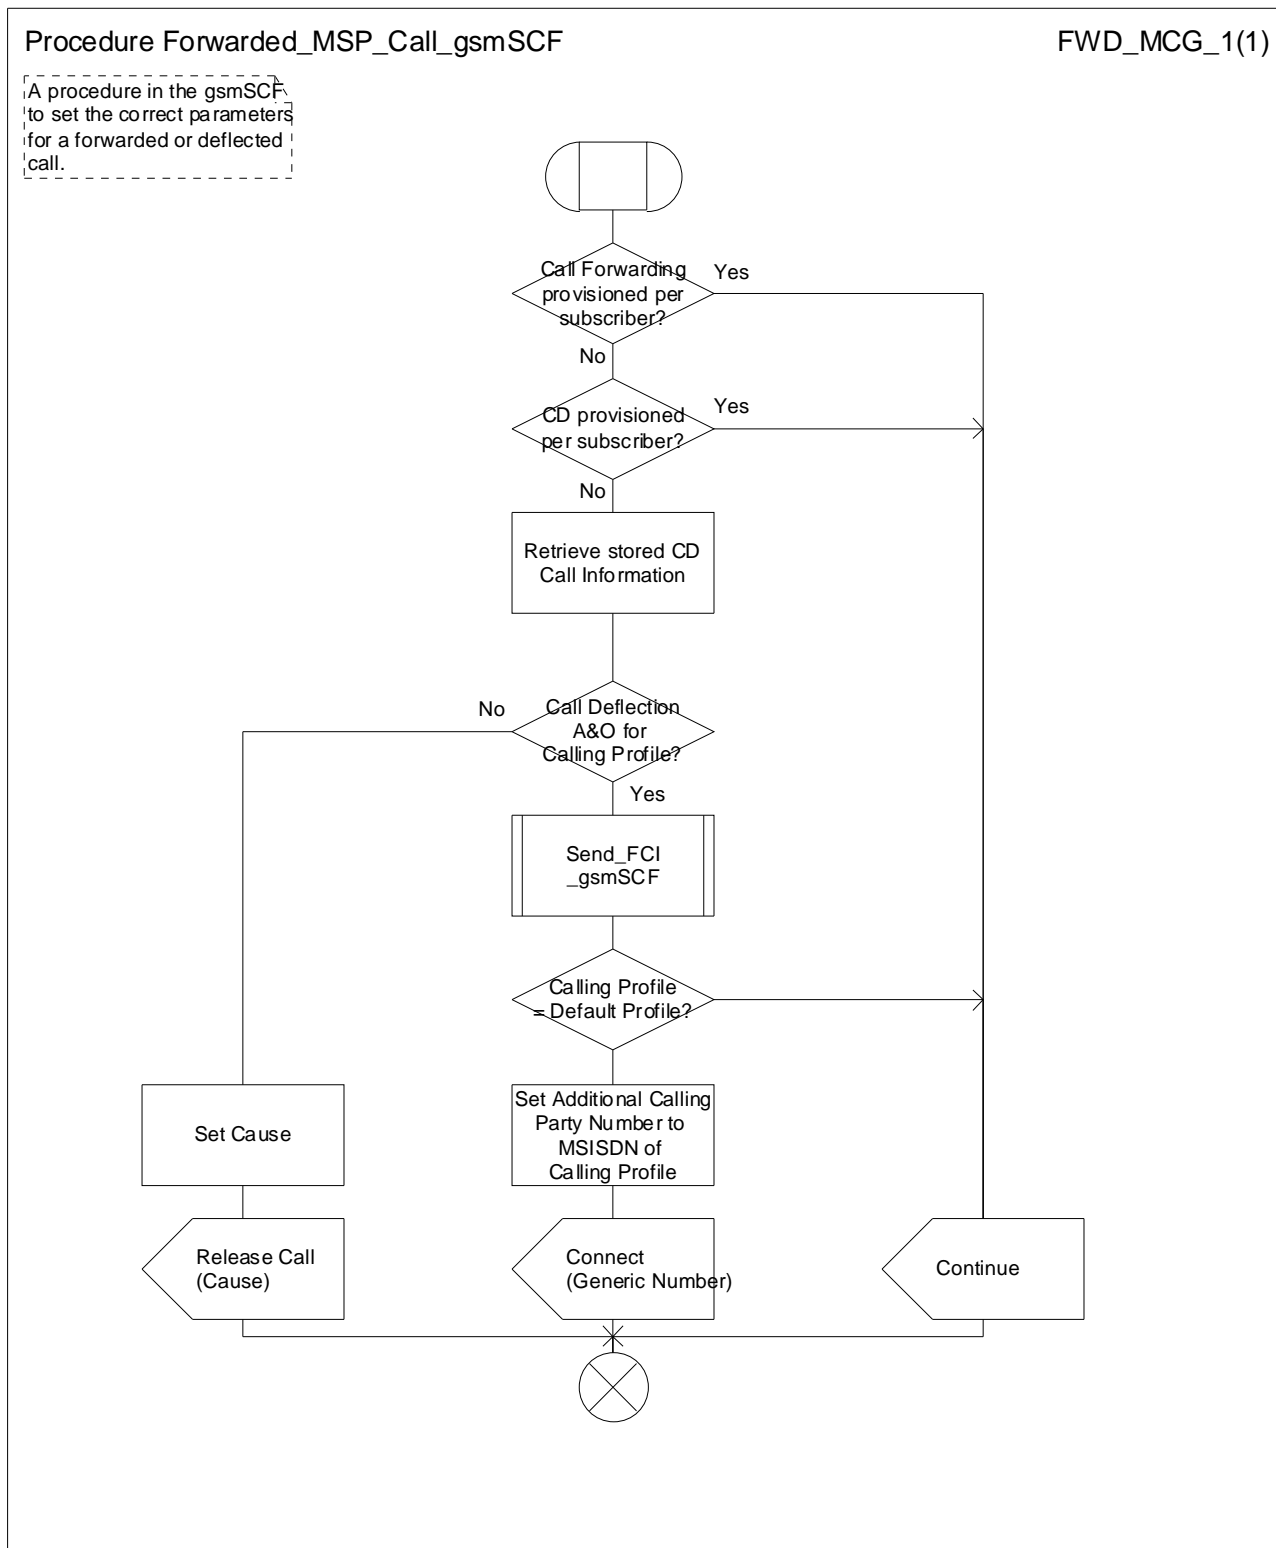 Procedure Forwarded_MSP_Call_gsmSCF
FWD_MCG_1(1)
A procedure in the gsmSCF
to set the correct parameters
for a forwarded or deflected
call.
Call Forwarding
provisioned per
subscriber?
Yes
No
CD provisioned
per subscriber?
Yes
No
Retrieve stored CD
Call Information
Call Deflection
A&O for
Calling Profile?
No
Yes
Send_FCI
_gsmSCF
Calling Profile
= Default Profile?
Set Cause
Set Additional Calling
Party Number to
MSISDN of
Calling Profile
Release Call
(Cause)
Connect
(Generic Number)
Continue